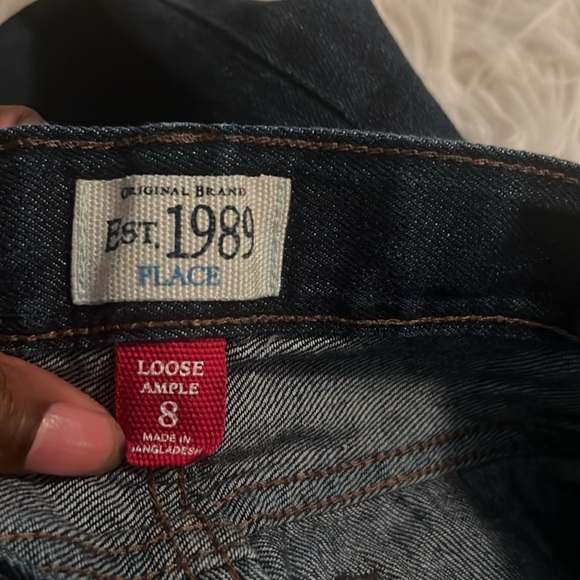 ORIGINAL BRAND
EST. 1989
PLACE
LOOSE
AMPLE
8
MADE IN
BANGLADESH